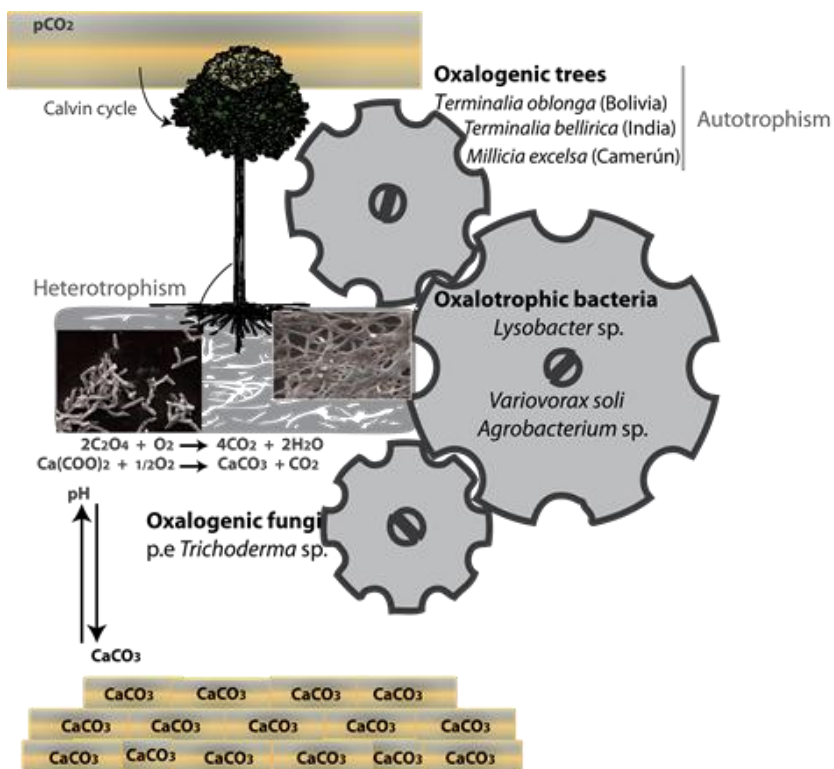 pCO2
Calvin cycle
Oxalogenic trees
Terminalia oblonga (Bolivia)
Terminalia bellirica (India)
Millicia excelsa (Camerún)
Autotrophism
Heterotrophism
Oxalotrophic bacteria
Lysobacter sp.
Variovorax soli
Agrobacterium sp.
2C2O4 + O2 → 4CO2 + 2H2O
Ca(COO)2 + 1/2O2 → CaCO3 + CO2
pH
Oxalogenic fungi
p.e Trichoderma sp.
CaCO3
CaCO3 CaCO3 CaCO3 CaCO3
CaCO3 CaCO3 CaCO3 CaCO3 CaCO3
CaCO3 CaCO3 CaCO3 CaCO3 CaCO3 CaCO3